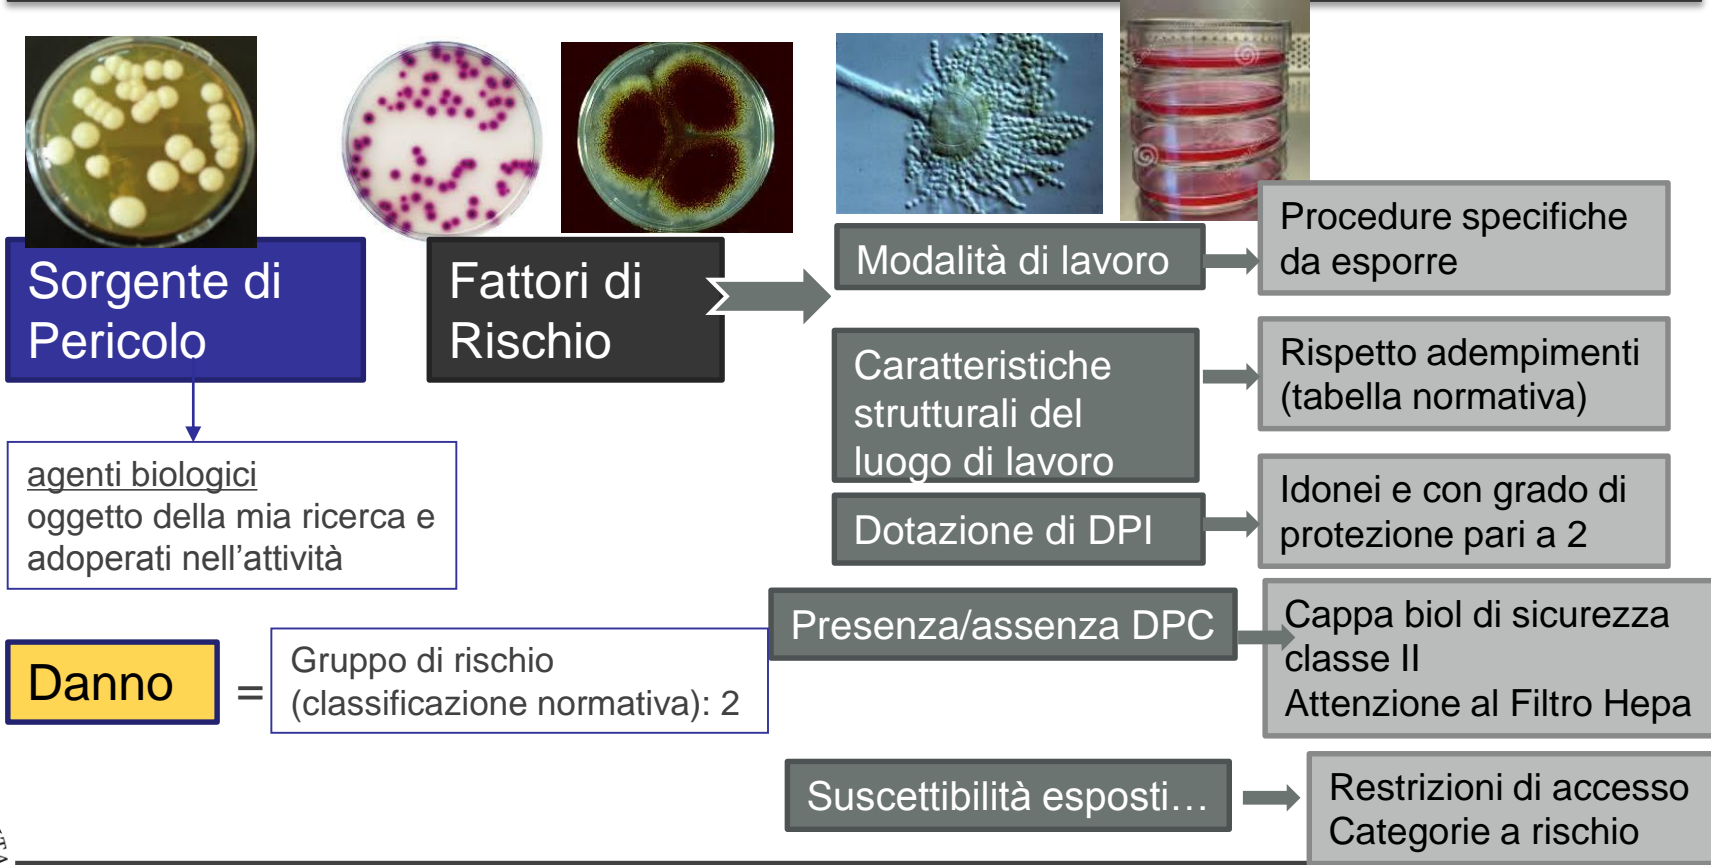 Sorgente di
Pericolo
agenti biologici
oggetto della mia ricerca e
adoperati nell'attività
Danno
=
Gruppo di rischio
(classificazione normativa): 2
Fattori di
Rischio
Modalità di lavoro
Procedure specifiche
da esporre
Caratteristiche
strutturali del
luogo di lavoro
Rispetto adempimenti
(tabella normativa)
Dotazione di DPI
Idonei e con grado di
protezione pari a 2
Presenza/assenza DPC
Cappa biol di sicurezza
classe II
Attenzione al Filtro Hepa
Suscettibilità esposti…
Restrizioni di accesso
Categorie a rischio